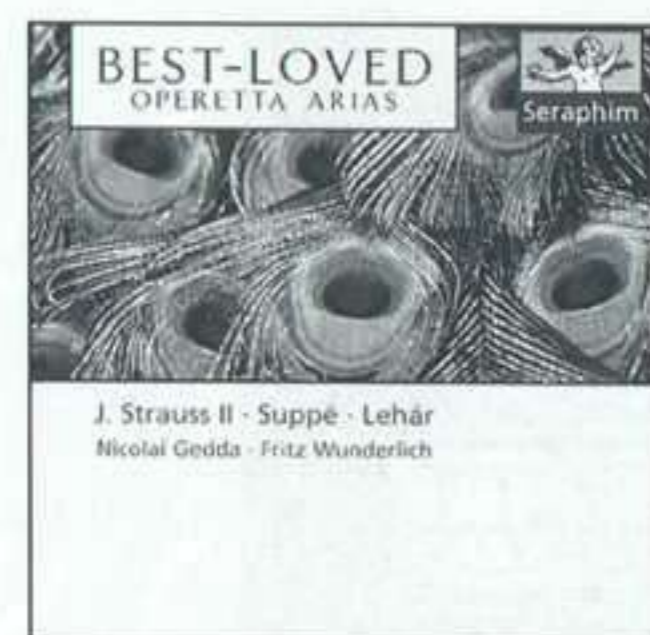 BEST-LOVED
OPERETTA ARIAS
Seraphim
J. Strauss II · Suppé · Lehár
Nicolai Gedda · Fritz Wunderlich